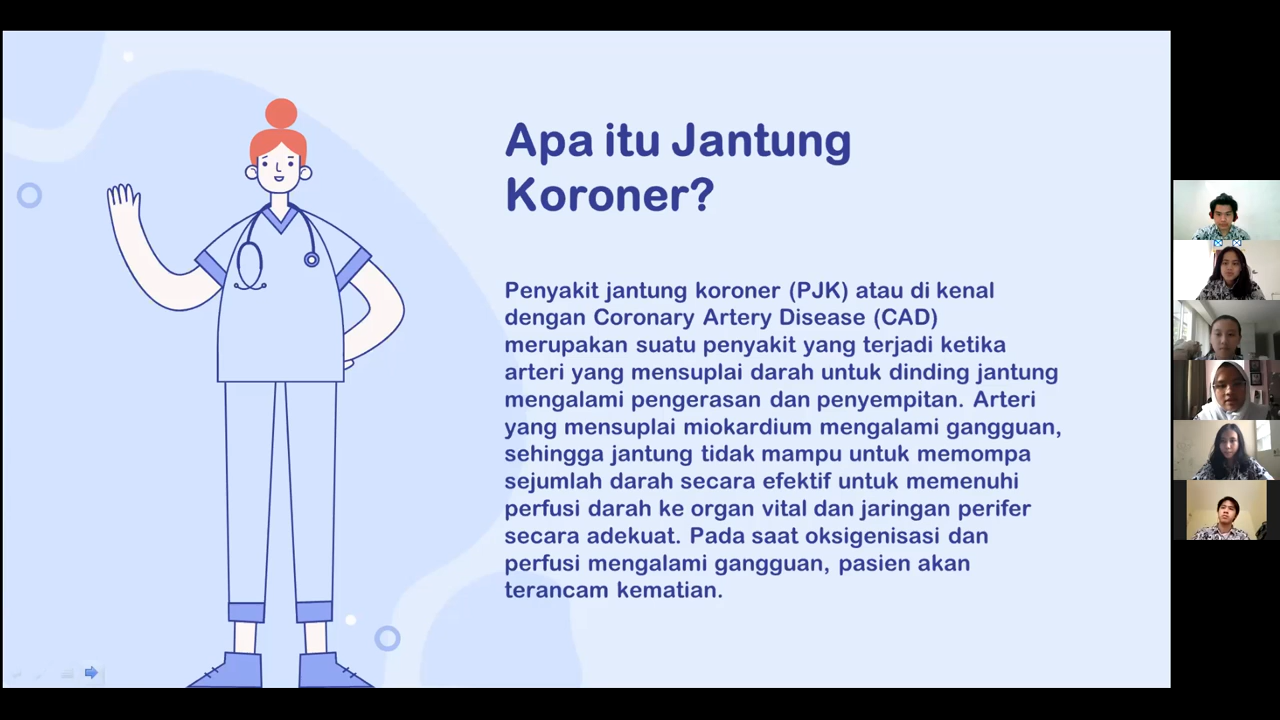 Apa itu Jantung
Koroner?
Penyakit jantung koroner (PJK) atau di kenal
dengan Coronary Artery Disease (CAD)
merupakan suatu penyakit yang terjadi ketika
arteri yang mensuplai darah untuk dinding jantung
mengalami pengerasan dan penyempitan. Arteri
yang mensuplai miokardium mengalami gangguan,
sehingga jantung tidak mampu untuk memompa
sejumlah darah secara efektif untuk memenuhi
perfusi darah ke organ vital dan jaringan perifer
secara adekuat. Pada saat oksigenisasi dan
perfusi mengalami gangguan, pasien akan
terancam kematian.